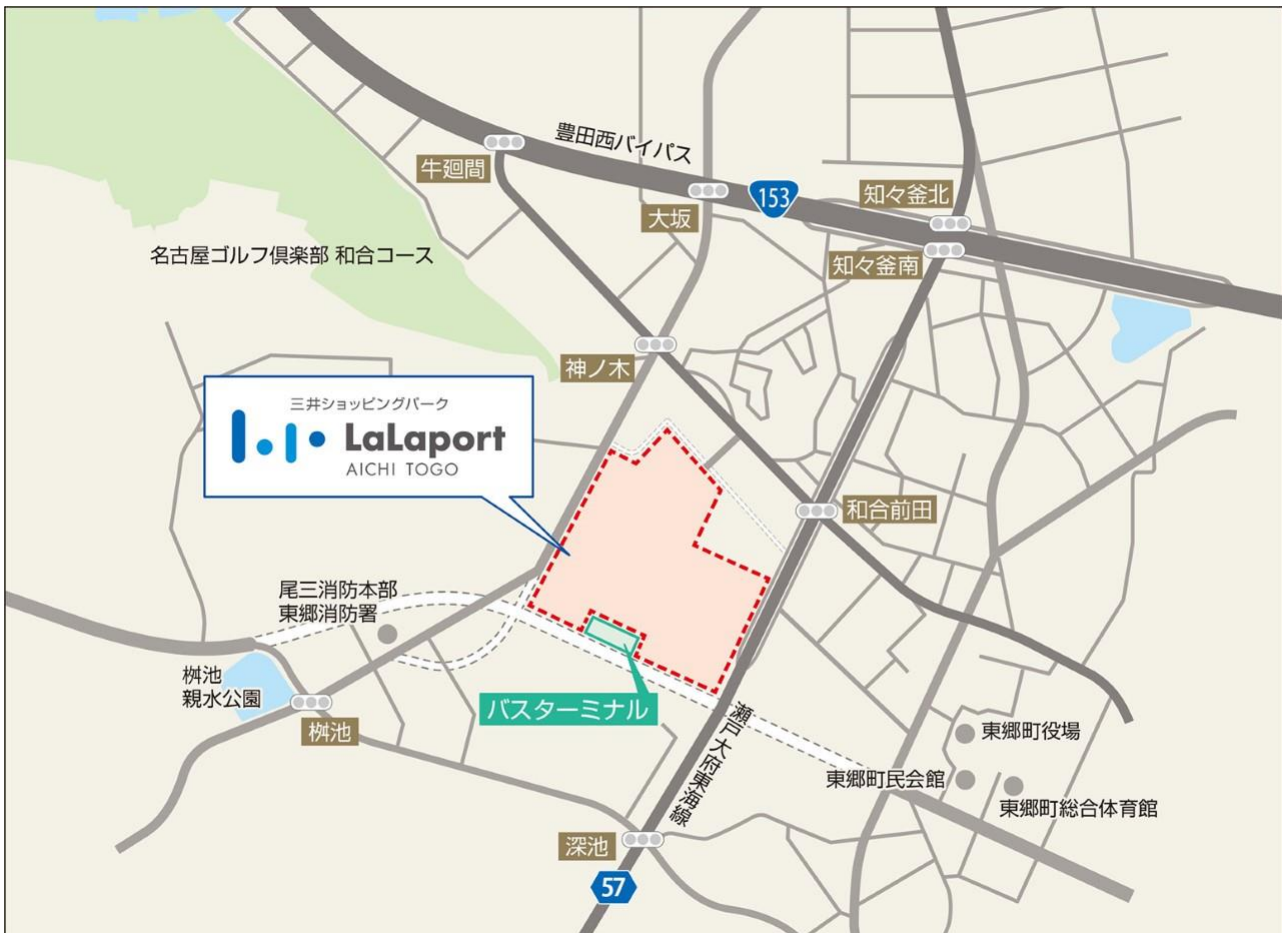 豊田西バイパス
牛廻間
153
大坂
知々釜北
知々釜南
名古屋ゴルフ倶楽部 和合コース
神ノ木
三井ショッピングパーク
LaLaport
AICHI TOGO
和合前田
尾三消防本部
東郷消防署
桝池
親水公園
桝池
バスターミナル
瀬戸大府東海線
東郷町役場
東郷町民会館
東郷町総合体育館
深池
57